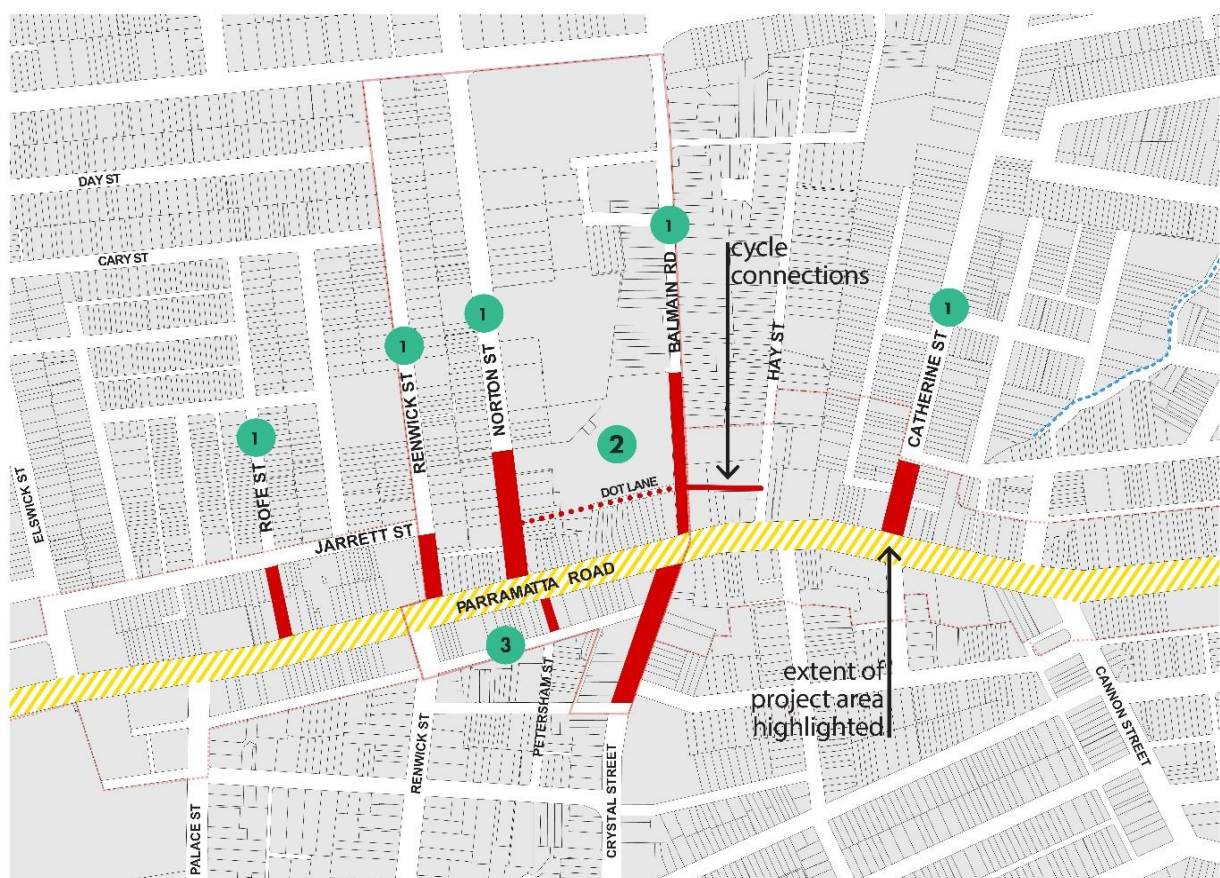 DAY ST
CARY ST
ELSWICK ST
1
ROFE ST
JARRETT ST
1
RENWICK ST
1
NORTON ST
2
DOT LANE
1
BALMAIN RD
cycle
connections
HAY ST
1
CATHERINE ST
PARRAMATTA ROAD
3
PALACE ST
RENWICK ST
PETERSHAM ST
CRYSTAL STREET
extent of
project area
highlighted
CANNON STREET